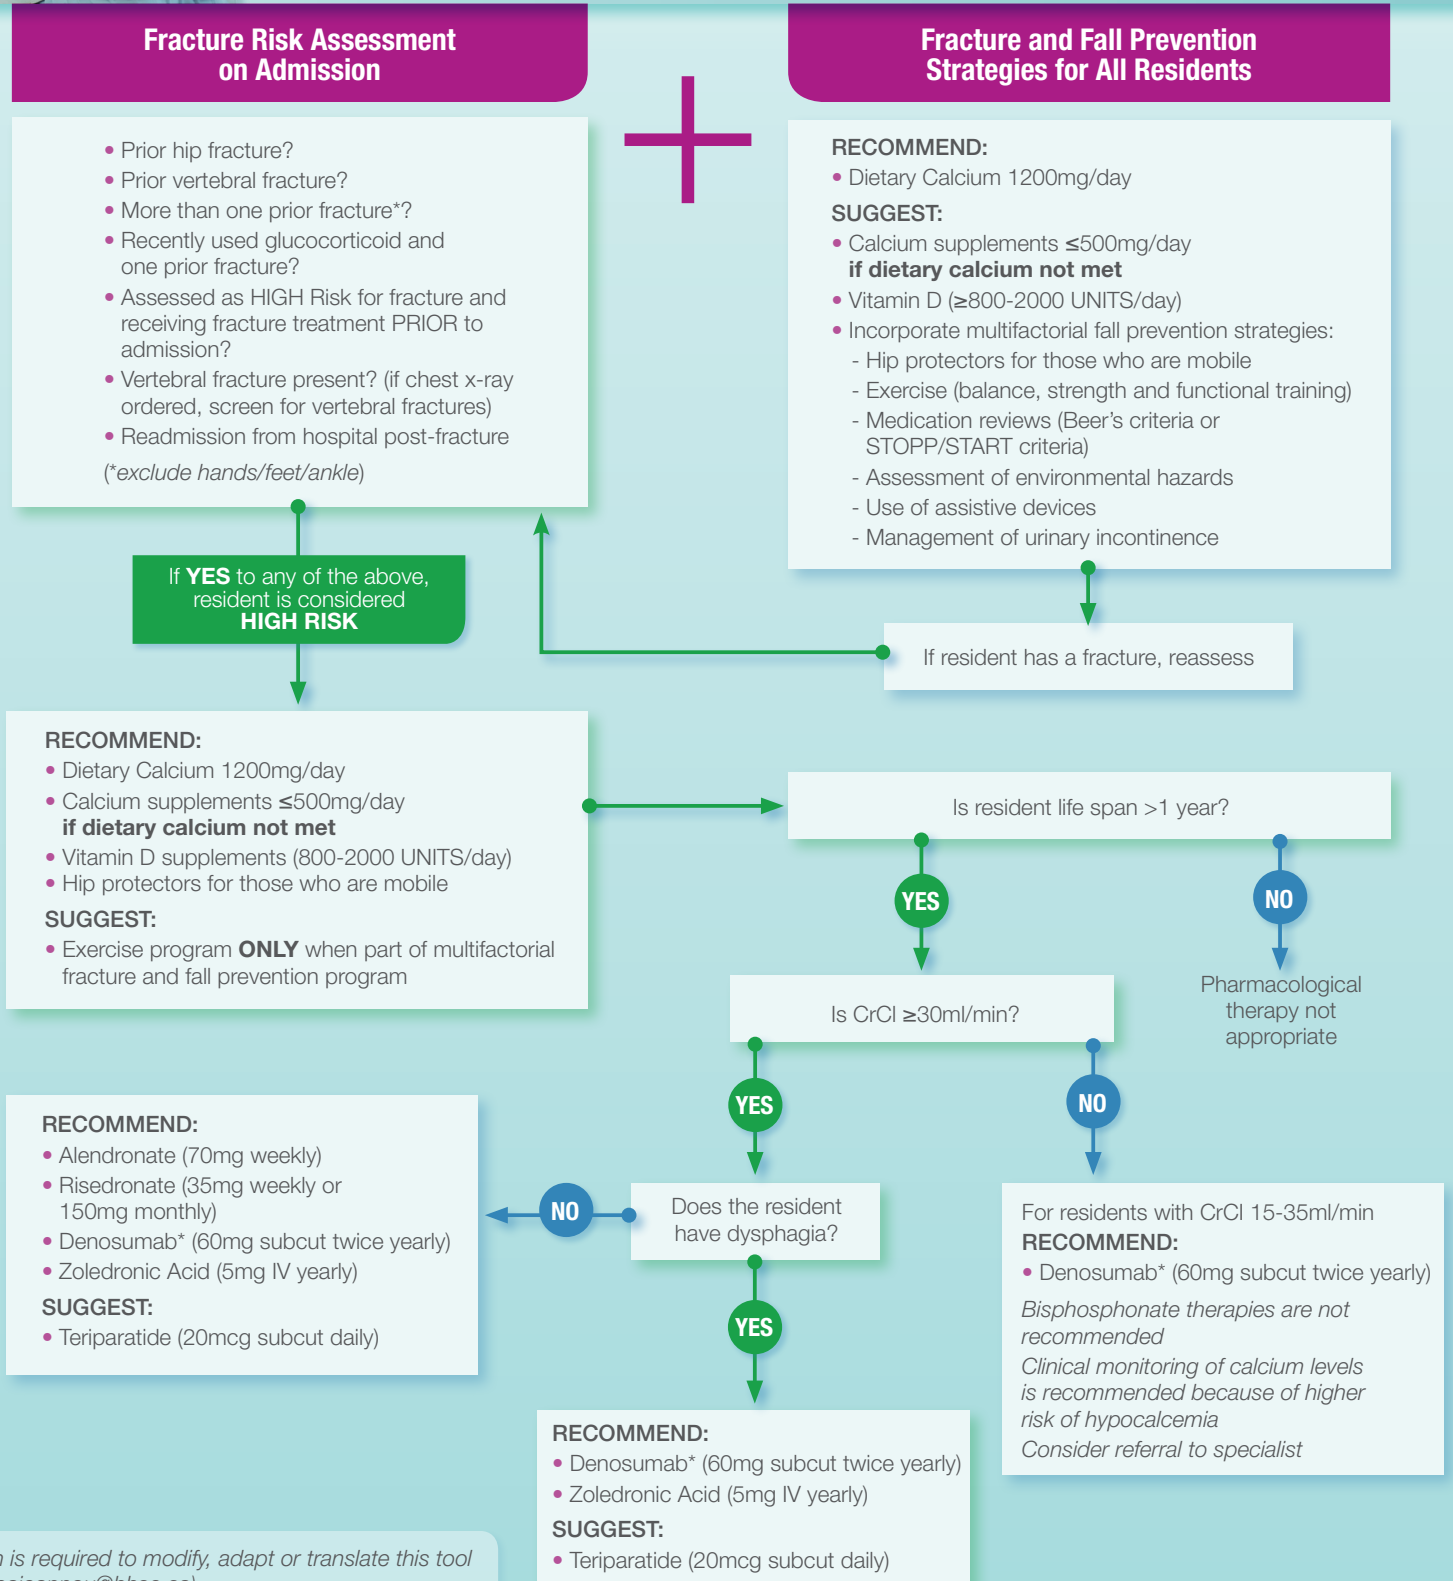 Fracture Risk Assessment
on Admission
• Prior hip fracture?
• Prior vertebral fracture?
• More than one prior fracture*?
• Recently used glucocorticoid and
one prior fracture?
• Assessed as HIGH Risk for fracture and
receiving fracture treatment PRIOR to
admission?
• Vertebral fracture present? (if chest x-ray
ordered, screen for vertebral fractures)
• Readmission from hospital post-fracture
(*exclude hands/feet/ankle)
Fracture and Fall Prevention
Strategies for All Residents
RECOMMEND:
• Dietary Calcium 1200mg/day
SUGGEST:
• Calcium supplements ≤500mg/day
if dietary calcium not met
• Vitamin D (≥800-2000 UNITS/day)
• Incorporate multifactorial fall prevention strategies:
- Hip protectors for those who are mobile
- Exercise (balance, strength and functional training)
- Medication reviews (Beer's criteria or
STOPP/START criteria)
- Assessment of environmental hazards
- Use of assistive devices
- Management of urinary incontinence
If resident has a fracture, reassess
If YES to any of the above,
resident is considered
HIGH RISK
RECOMMEND:
• Dietary Calcium 1200mg/day
• Calcium supplements ≤500mg/day
if dietary calcium not met
• Vitamin D supplements (800-2000 UNITS/day)
• Hip protectors for those who are mobile
SUGGEST:
• Exercise program ONLY when part of multifactorial
fracture and fall prevention program
Is resident life span >1 year?
YES
NO
Pharmacological
therapy not
appropriate
Is CrCl ≥30ml/min?
YES
NO
Does the resident
have dysphagia?
NO
YES
RECOMMEND:
• Alendronate (70mg weekly)
• Risedronate (35mg weekly or
150mg monthly)
• Denosumab* (60mg subcut twice yearly)
• Zoledronic Acid (5mg IV yearly)
SUGGEST:
• Teriparatide (20mcg subcut daily)
For residents with CrCl 15-35ml/min
RECOMMEND:
• Denosumab* (60mg subcut twice yearly)
Bisphosphonate therapies are not
recommended
Clinical monitoring of calcium levels
is recommended because of higher
risk of hypocalcemia
Consider referral to specialist
RECOMMEND:
• Denosumab* (60mg subcut twice yearly)
• Zoledronic Acid (5mg IV yearly)
SUGGEST:
• Teriparatide (20mcg subcut daily)
is required to modify, adapt or translate this tool